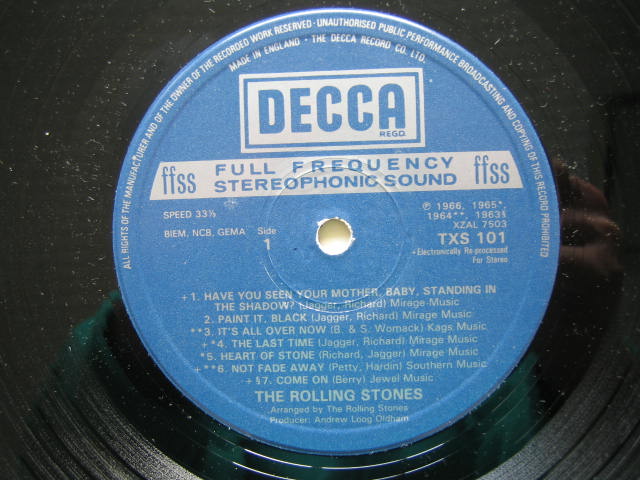 ALL RIGHTS OF THE MANUFACTURER AND OF THE OWNER OF THE RECORDED WORK RESERVED · UNAUTHORISED PUBLIC PERFORMANCE BROADCASTING AND COPYING OF THIS RECORD PROHIBITED
MADE IN ENGLAND · THE DECCA RECORD CO. LTD.
DECCA
REGD.
ffss FULL FREQUENCY ffss
STEREOPHONIC SOUND
SPEED 33⅓
℗ 1966, 1965*,
1964**, 1963§
XZAL 7503
BIEM, NCB, GEMA Side
1
TXS 101
+Electronically Re-processed
For Stereo
+1. HAVE YOU SEEN YOUR MOTHER, BABY, STANDING IN
THE SHADOW? (Jagger, Richard) Mirage-Music
2. PAINT IT, BLACK (Jagger, Richard) Mirage Music
**3. IT'S ALL OVER NOW (B. & S. Womack) Kags Music
+*4. THE LAST TIME (Jagger, Richard) Mirage Music
*5. HEART OF STONE (Richard, Jagger) Mirage Music
+**6. NOT FADE AWAY (Petty, Hardin) Southern Music
+§7. COME ON (Berry) Jewel Music
THE ROLLING STONES
Arranged by The Rolling Stones
Producer: Andrew Loog Oldham